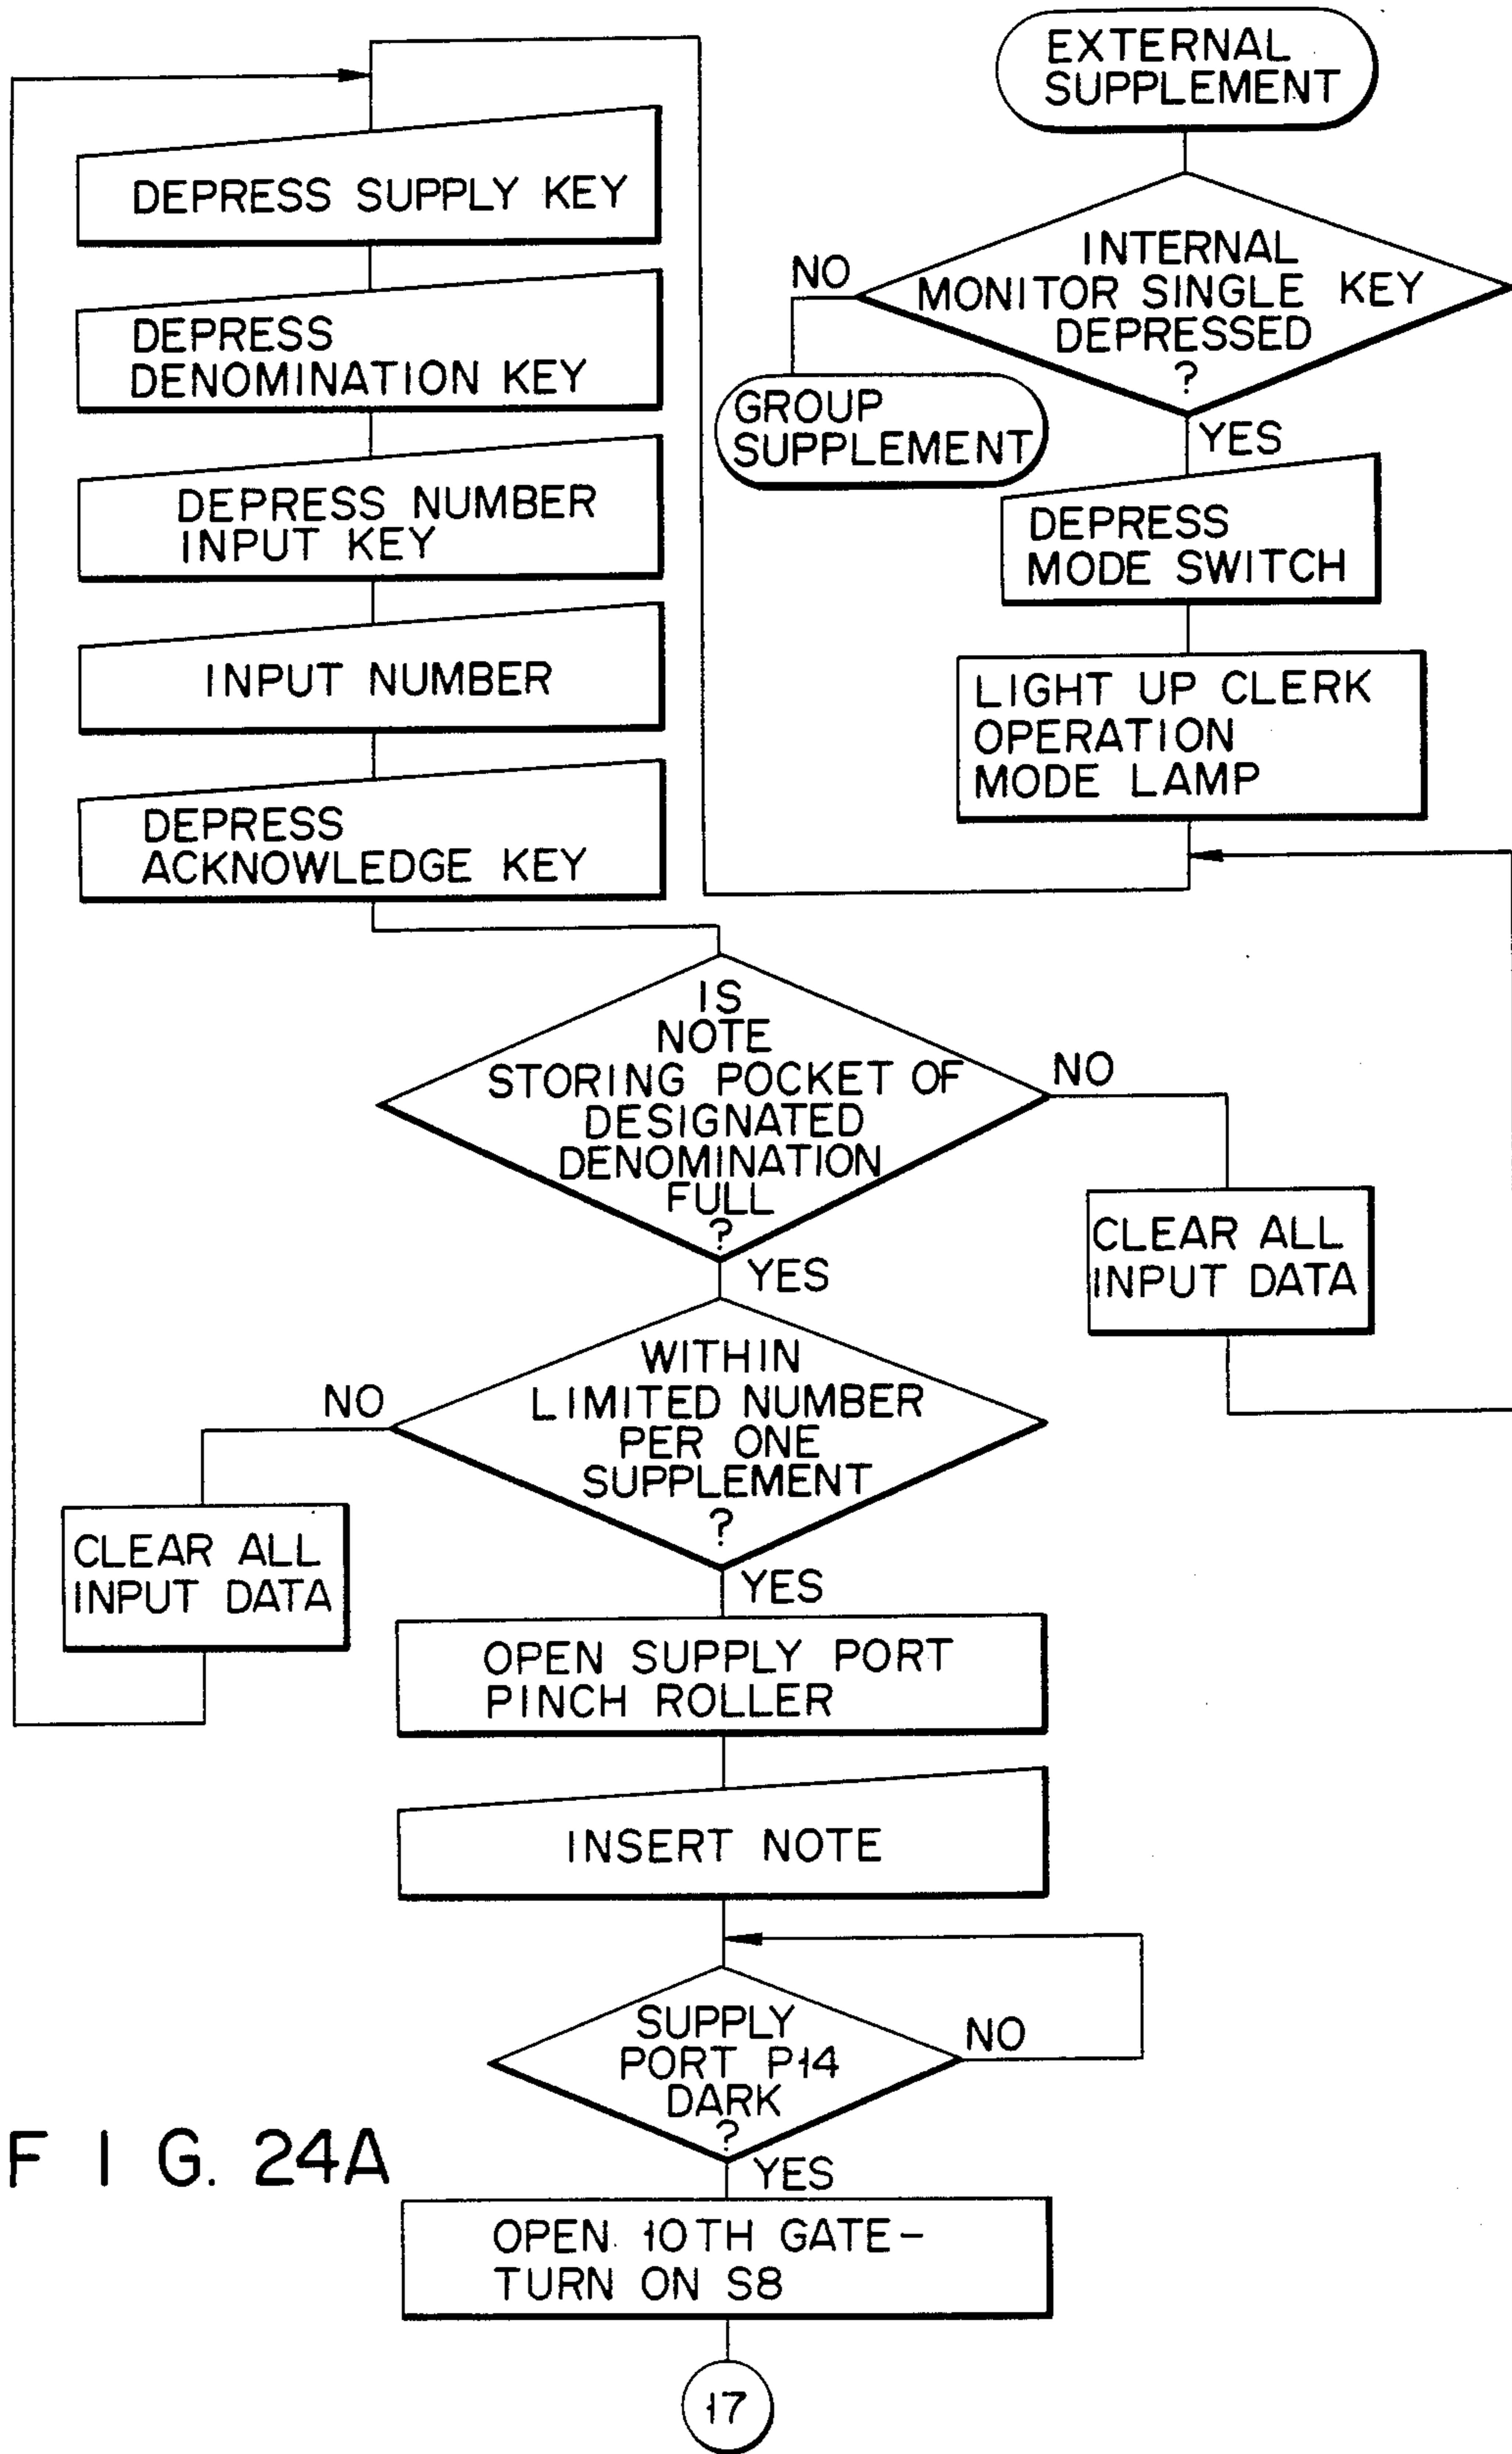 EXTERNAL
SUPPLEMENT
INTERNAL
MONITOR SINGLE KEY
DEPRESSED
?
NO
GROUP
SUPPLEMENT
YES
DEPRESS
MODE SWITCH
LIGHT UP CLERK
OPERATION
MODE LAMP
DEPRESS SUPPLY KEY
DEPRESS
DENOMINATION KEY
DEPRESS NUMBER
INPUT KEY
INPUT NUMBER
DEPRESS
ACKNOWLEDGE KEY
IS
NOTE
STORING POCKET OF
DESIGNATED
DENOMINATION
FULL
?
NO
CLEAR ALL
INPUT DATA
YES
WITHIN
LIMITED NUMBER
PER ONE
SUPPLEMENT
?
NO
CLEAR ALL
INPUT DATA
YES
OPEN SUPPLY PORT
PINCH ROLLER
INSERT NOTE
SUPPLY
PORT P14
DARK
?
NO
YES
OPEN 10TH GATE-
TURN ON S8
17
FIG. 24A